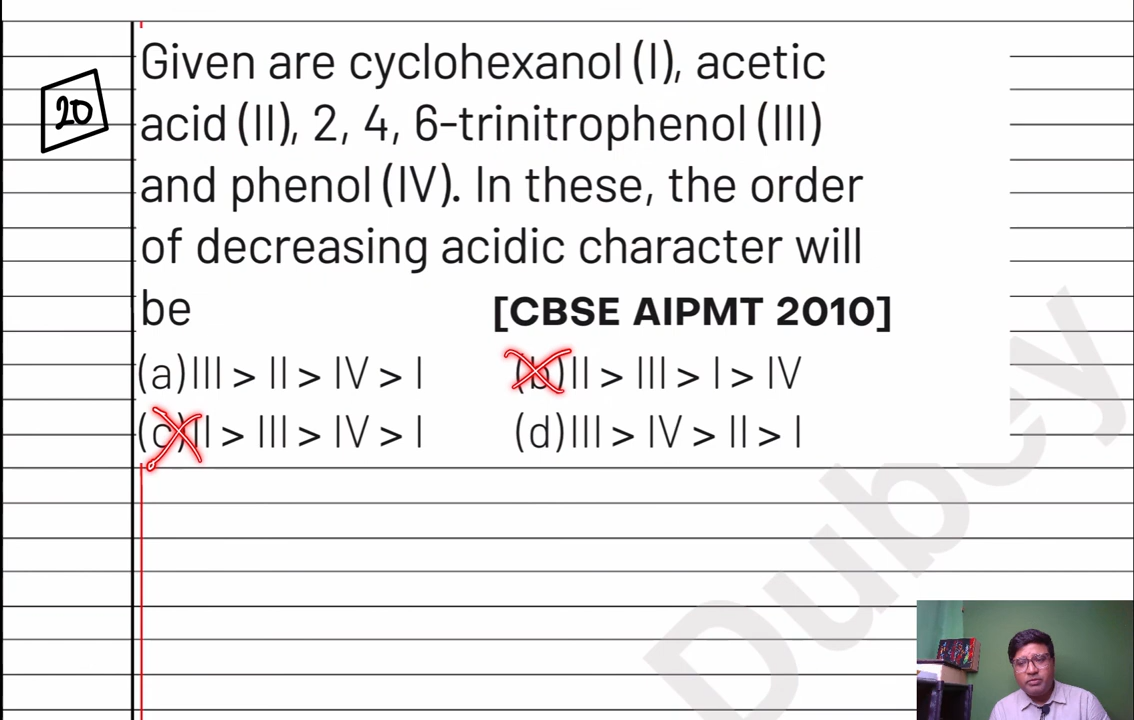 20
Given are cyclohexanol (I), acetic
acid (II), 2, 4, 6-trinitrophenol (III)
and phenol (IV). In these, the order
of decreasing acidic character will
be [CBSE AIPMT 2010]
(a) III > II > IV > I (b) II > III > I > IV
(c) II > III > IV > I (d) III > IV > II > I
Dubey